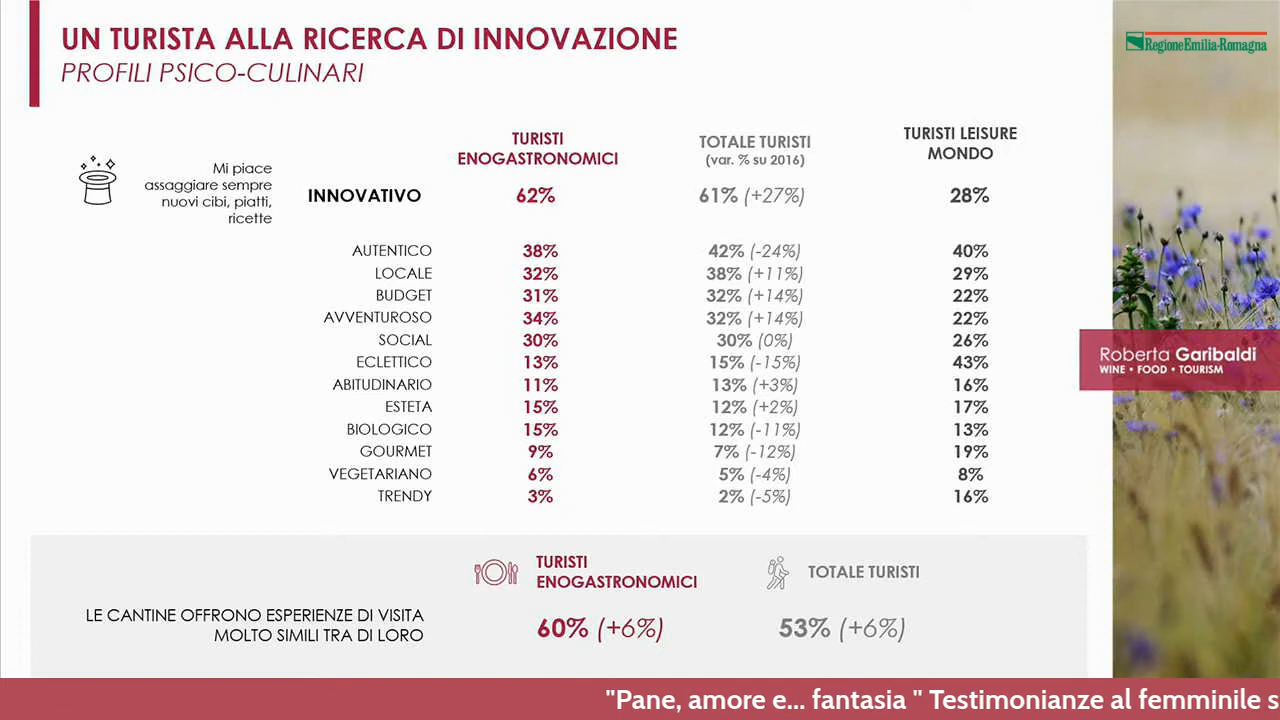 UN TURISTA ALLA RICERCA DI INNOVAZIONE
PROFILI PSICO-CULINARI
RegioneEmilia-Romagna
TURISTI
ENOGASTRONOMICI
TOTALE TURISTI
(var. % su 2016)
TURISTI LEISURE
MONDO
Mi piace
assaggiare sempre
nuovi cibi, piatti,
ricette
INNOVATIVO 62% 61% (+27%) 28%
AUTENTICO 38% 42% (-24%) 40%
LOCALE 32% 38% (+11%) 29%
BUDGET 31% 32% (+14%) 22%
AVVENTUROSO 34% 32% (+14%) 22%
SOCIAL 30% 30% (0%) 26%
ECLETTICO 13% 15% (-15%) 43%
ABITUDINARIO 11% 13% (+3%) 16%
ESTETA 15% 12% (+2%) 17%
BIOLOGICO 15% 12% (-11%) 13%
GOURMET 9% 7% (-12%) 19%
VEGETARIANO 6% 5% (-4%) 8%
TRENDY 3% 2% (-5%) 16%
Roberta Garibaldi
WINE • FOOD • TOURISM
TURISTI
ENOGASTRONOMICI
TOTALE TURISTI
LE CANTINE OFFRONO ESPERIENZE DI VISITA
MOLTO SIMILI TRA DI LORO
60% (+6%) 53% (+6%)
"Pane, amore e... fantasia " Testimonianze al femminile s